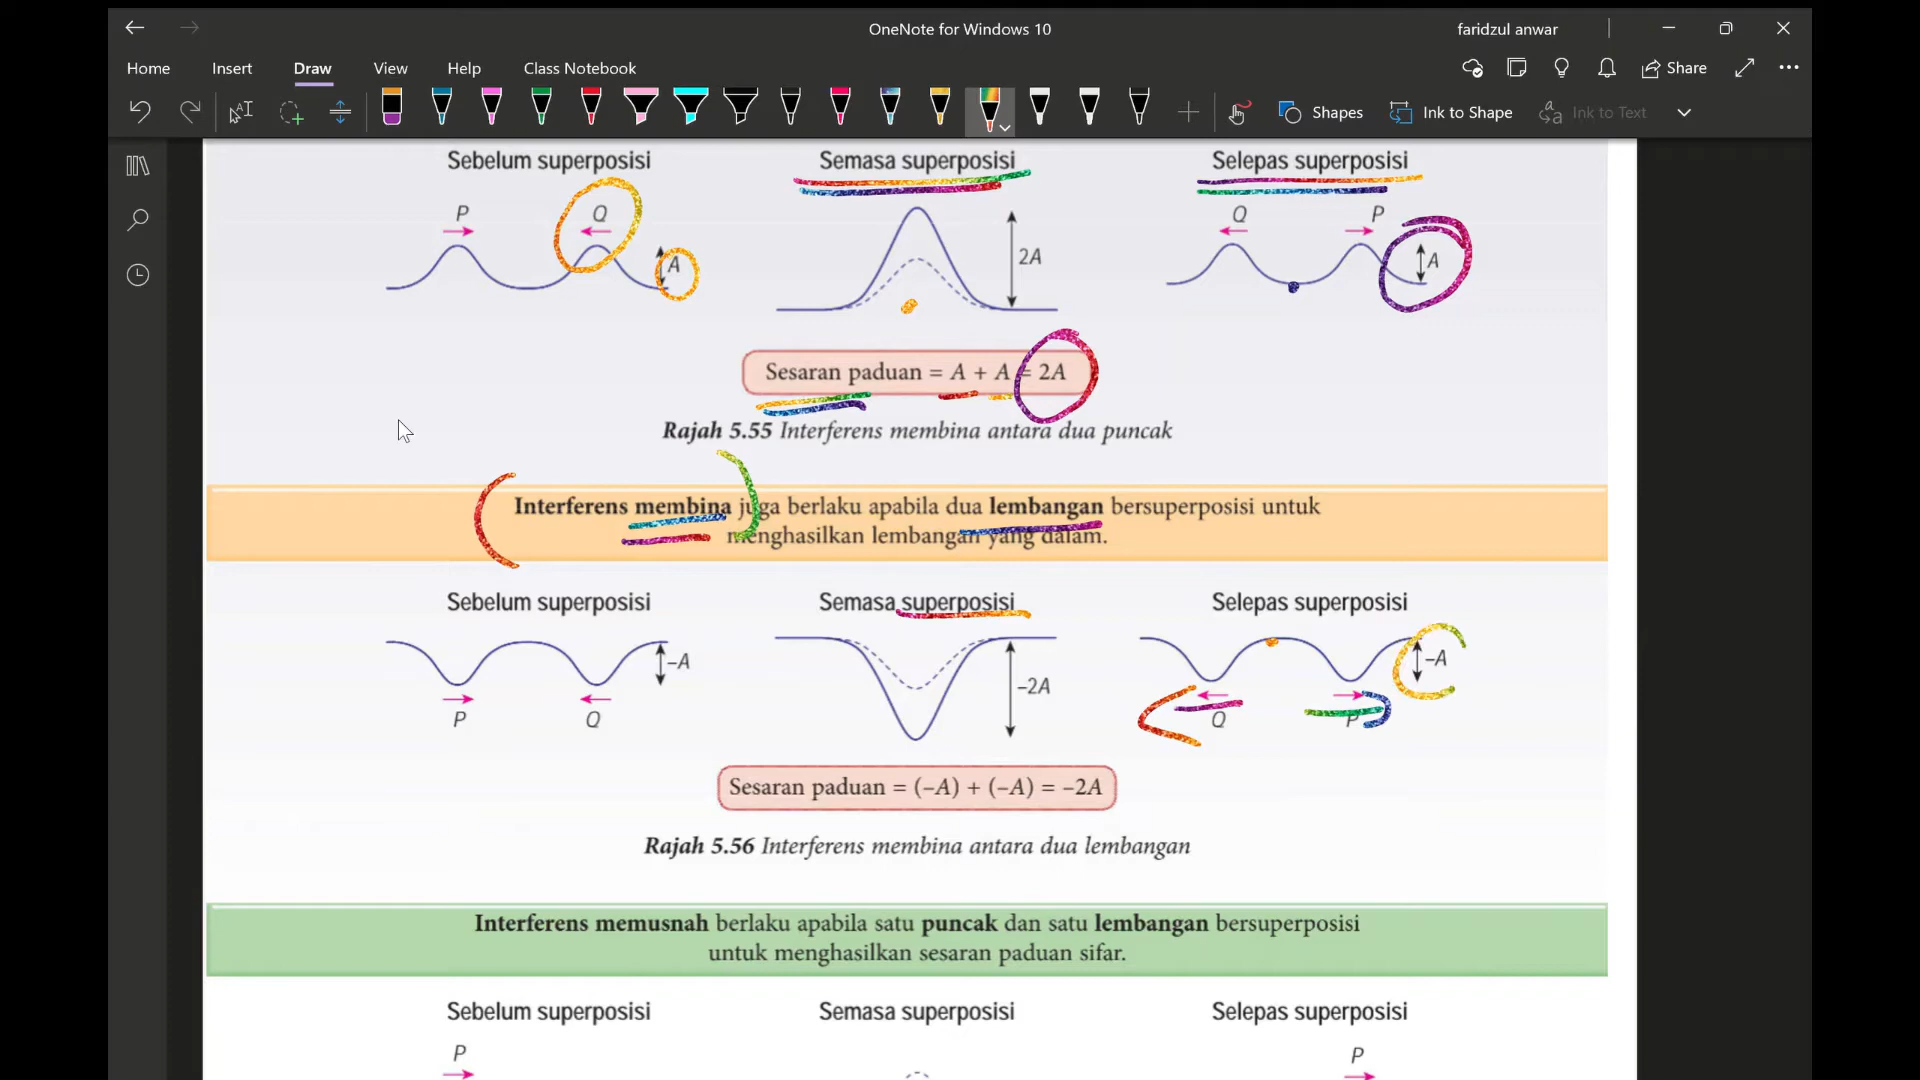 OneNote for Windows 10
faridzul anwar
Home Insert Draw View Help Class Notebook
Share
Shapes
Ink to Shape
Ink to Text
Sebelum superposisi
Semasa superposisi
Selepas superposisi
P
Q
A
2A
Q
P
A
Sesaran paduan = A + A = 2A
Rajah 5.55 Interferens membina antara dua puncak
Interferens membina juga berlaku apabila dua lembangan bersuperposisi untuk
menghasilkan lembangan yang dalam.
Sebelum superposisi
Semasa superposisi
Selepas superposisi
–A
–2A
–A
P
Q
Q
P
Sesaran paduan = (–A) + (–A) = –2A
Rajah 5.56 Interferens membina antara dua lembangan
Interferens memusnah berlaku apabila satu puncak dan satu lembangan bersuperposisi
untuk menghasilkan sesaran paduan sifar.
Sebelum superposisi
Semasa superposisi
Selepas superposisi
P
P